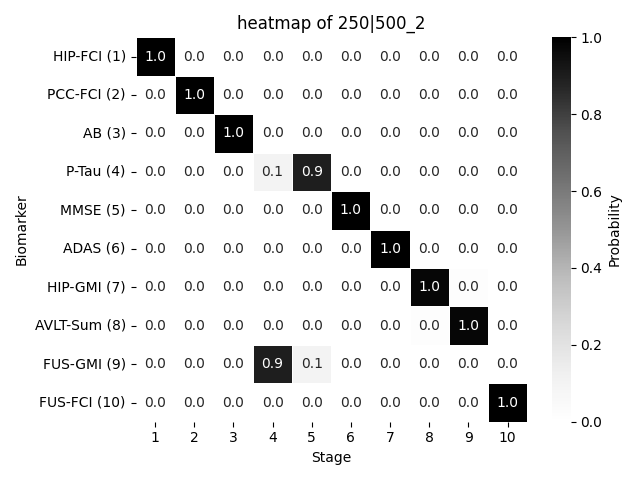 heatmap of 250|500_2
HIP-FCI (1) 1.0 0.0 0.0 0.0 0.0 0.0 0.0 0.0 0.0 0.0
PCC-FCI (2) 0.0 1.0 0.0 0.0 0.0 0.0 0.0 0.0 0.0 0.0
AB (3) 0.0 0.0 1.0 0.0 0.0 0.0 0.0 0.0 0.0 0.0
P-Tau (4) 0.0 0.0 0.0 0.1 0.9 0.0 0.0 0.0 0.0 0.0
MMSE (5) 0.0 0.0 0.0 0.0 0.0 1.0 0.0 0.0 0.0 0.0
ADAS (6) 0.0 0.0 0.0 0.0 0.0 0.0 1.0 0.0 0.0 0.0
HIP-GMI (7) 0.0 0.0 0.0 0.0 0.0 0.0 0.0 1.0 0.0 0.0
AVLT-Sum (8) 0.0 0.0 0.0 0.0 0.0 0.0 0.0 0.0 1.0 0.0
FUS-GMI (9) 0.0 0.0 0.0 0.9 0.1 0.0 0.0 0.0 0.0 0.0
FUS-FCI (10) 0.0 0.0 0.0 0.0 0.0 0.0 0.0 0.0 0.0 1.0
1 2 3 4 5 6 7 8 9 10
Stage
Biomarker
1.0
0.8
0.6
0.4
0.2
0.0
Probability